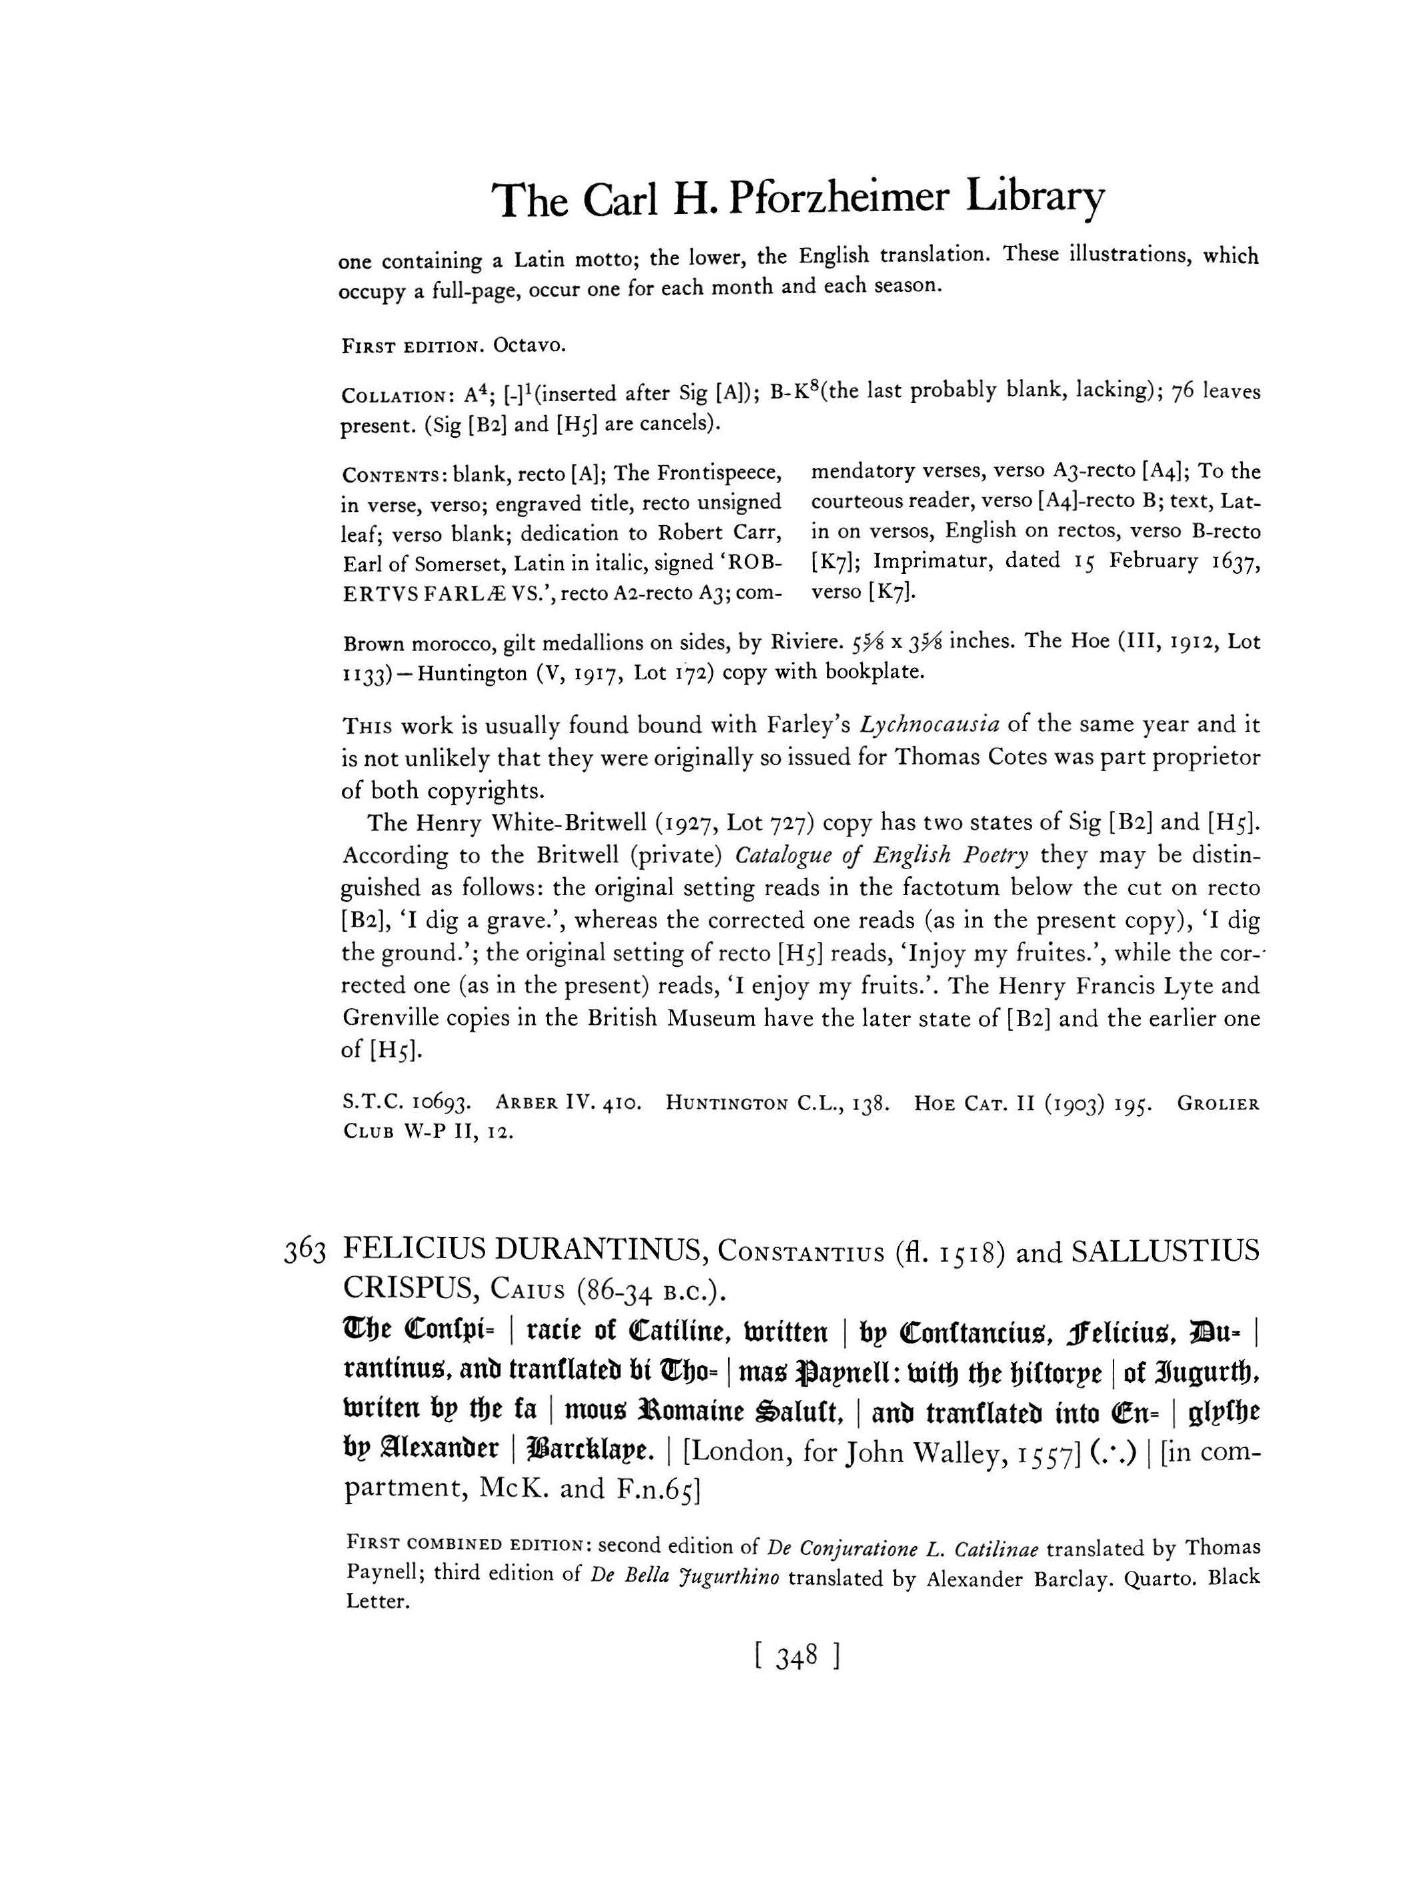 The Carl H. Pforzheimer Library
one containing a Latin motto; the lower, the English translation. These illustrations, which
occupy a full-page, occur one for each month and each season.
FIRST EDITION. Octavo.
COLLATION: A⁴; [-]¹(inserted after Sig [A]); B-K⁸(the last probably blank, lacking); 76 leaves
present. (Sig [B2] and [H5] are cancels).
CONTENTS: blank, recto [A]; The Frontispeece,
in verse, verso; engraved title, recto unsigned
leaf; verso blank; dedication to Robert Carr,
Earl of Somerset, Latin in italic, signed ‘ROB-
ERTVS FARLÆVS.’, recto A2-recto A3; com-
mendatory verses, verso A3-recto [A4]; To the
courteous reader, verso [A4]-recto B; text, Lat-
in on versos, English on rectos, verso B-recto
[K7]; Imprimatur, dated 15 February 1637,
verso [K7].
Brown morocco, gilt medallions on sides, by Riviere. 5⅝ x 3⅝ inches. The Hoe (III, 1912, Lot
1133)—Huntington (V, 1917, Lot 172) copy with bookplate.
THIS work is usually found bound with Farley’s Lychnocausia of the same year and it
is not unlikely that they were originally so issued for Thomas Cotes was part proprietor
of both copyrights.
The Henry White-Britwell (1927, Lot 727) copy has two states of Sig [B2] and [H5].
According to the Britwell (private) Catalogue of English Poetry they may be distin-
guished as follows: the original setting reads in the factotum below the cut on recto
[B2], ‘I dig a grave.’, whereas the corrected one reads (as in the present copy), ‘I dig
the ground.’; the original setting of recto [H5] reads, ‘Injoy my fruites.’, while the cor-
rected one (as in the present) reads, ‘I enjoy my fruits.’. The Henry Francis Lyte and
Grenville copies in the British Museum have the later state of [B2] and the earlier one
of [H5].
S.T.C. 10693. ARBER IV. 410. HUNTINGTON C.L., 138. HOE CAT. II (1903) 195. GROLIER
CLUB W-P II, 12.
363 FELICIUS DURANTINUS, CONSTANTIUS (fl. 1518) and SALLUSTIUS
CRISPUS, CAIUS (86-34 B.C.).
The Conſpi= | racie of Catiline, written | by Conſtancius, Felicius, Du= |
rantinus, and tranſlated bi Tho= | mas Paynell: with the hiſtorye | of Iugurth,
writen by the fa | mous Romaine Saluſt, | and tranſlated into En= | glyſhe
by Alexander | Barcklaye. | [London, for John Walley, 1557] (∴) | [in com-
partment, McK. and F.n.65]
FIRST COMBINED EDITION: second edition of De Conjuratione L. Catilinae translated by Thomas
Paynell; third edition of De Bella Jugurthino translated by Alexander Barclay. Quarto. Black
Letter.
[ 348 ]